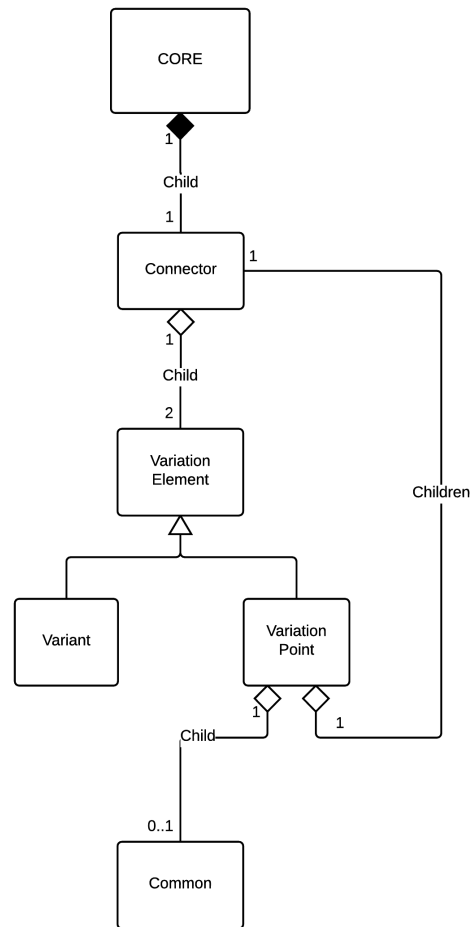 CORE
1
Child
1
Connector
1
1
Child
2
Variation
Element
Children
Variant
Variation
Point
1
1
Child
0..1
Common